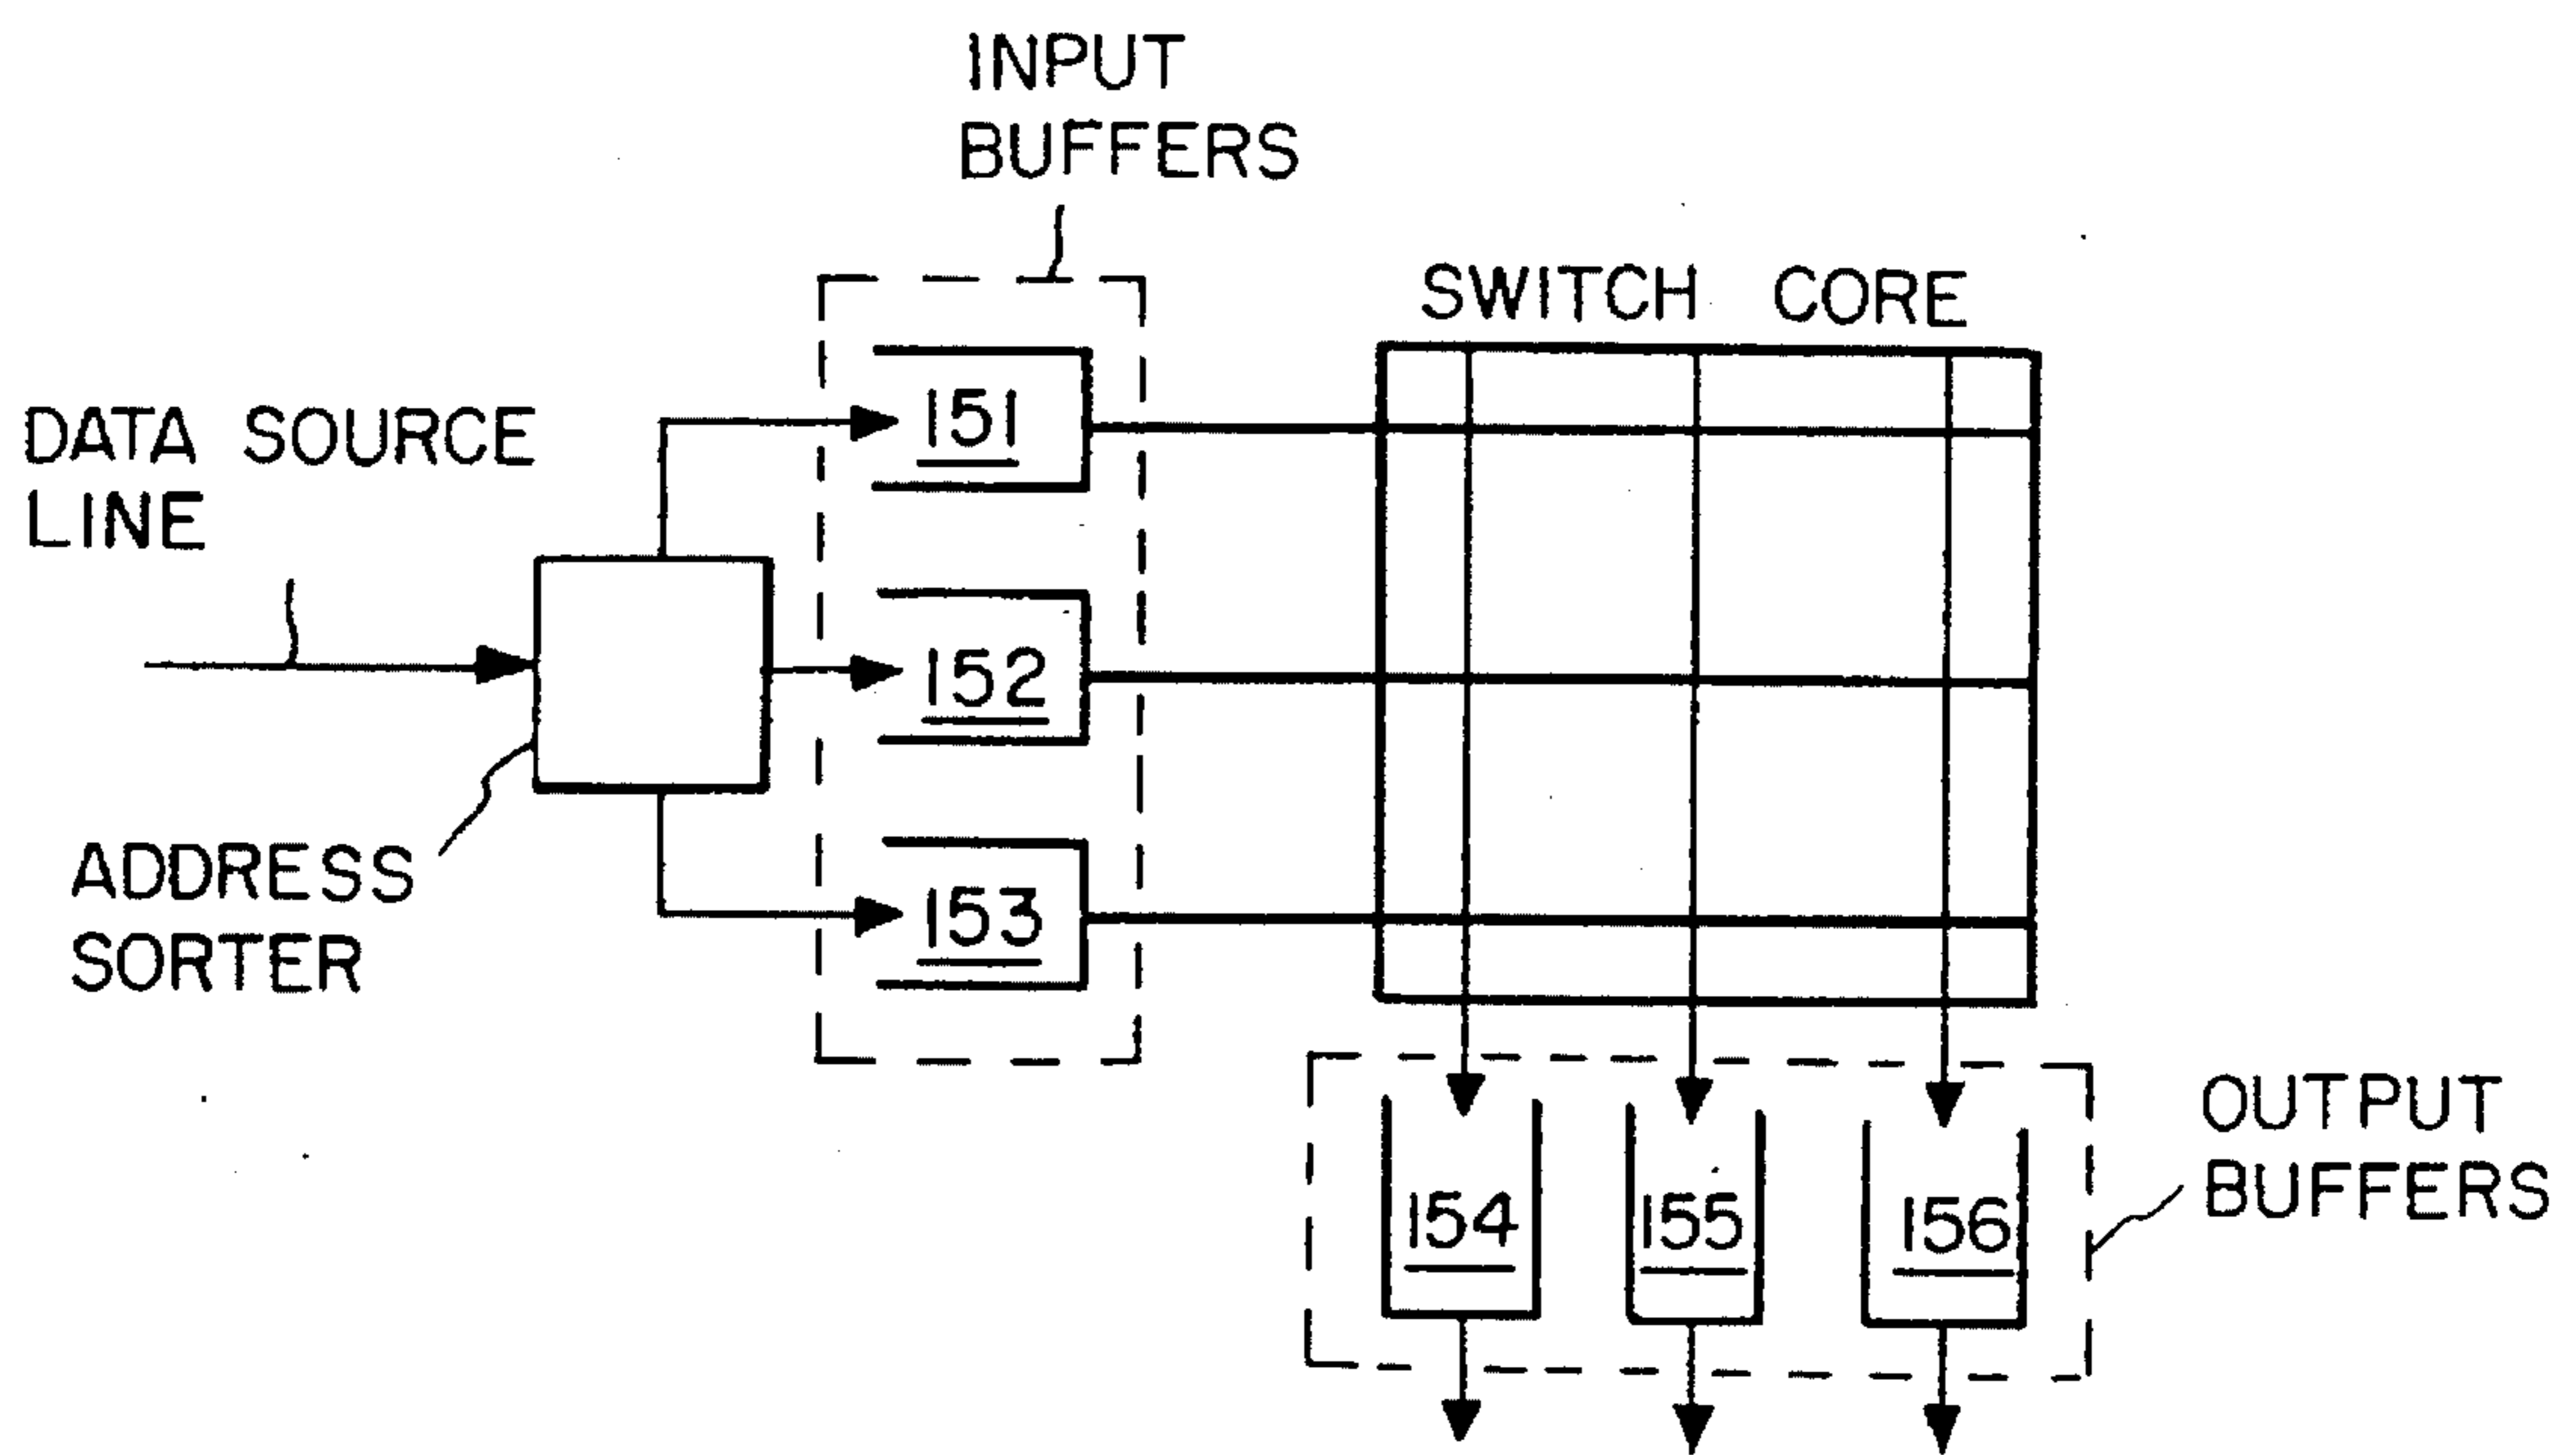 INPUT
BUFFERS
SWITCH CORE
DATA SOURCE
LINE
151
152
ADDRESS
SORTER
153
OUTPUT
BUFFERS
154
155
156